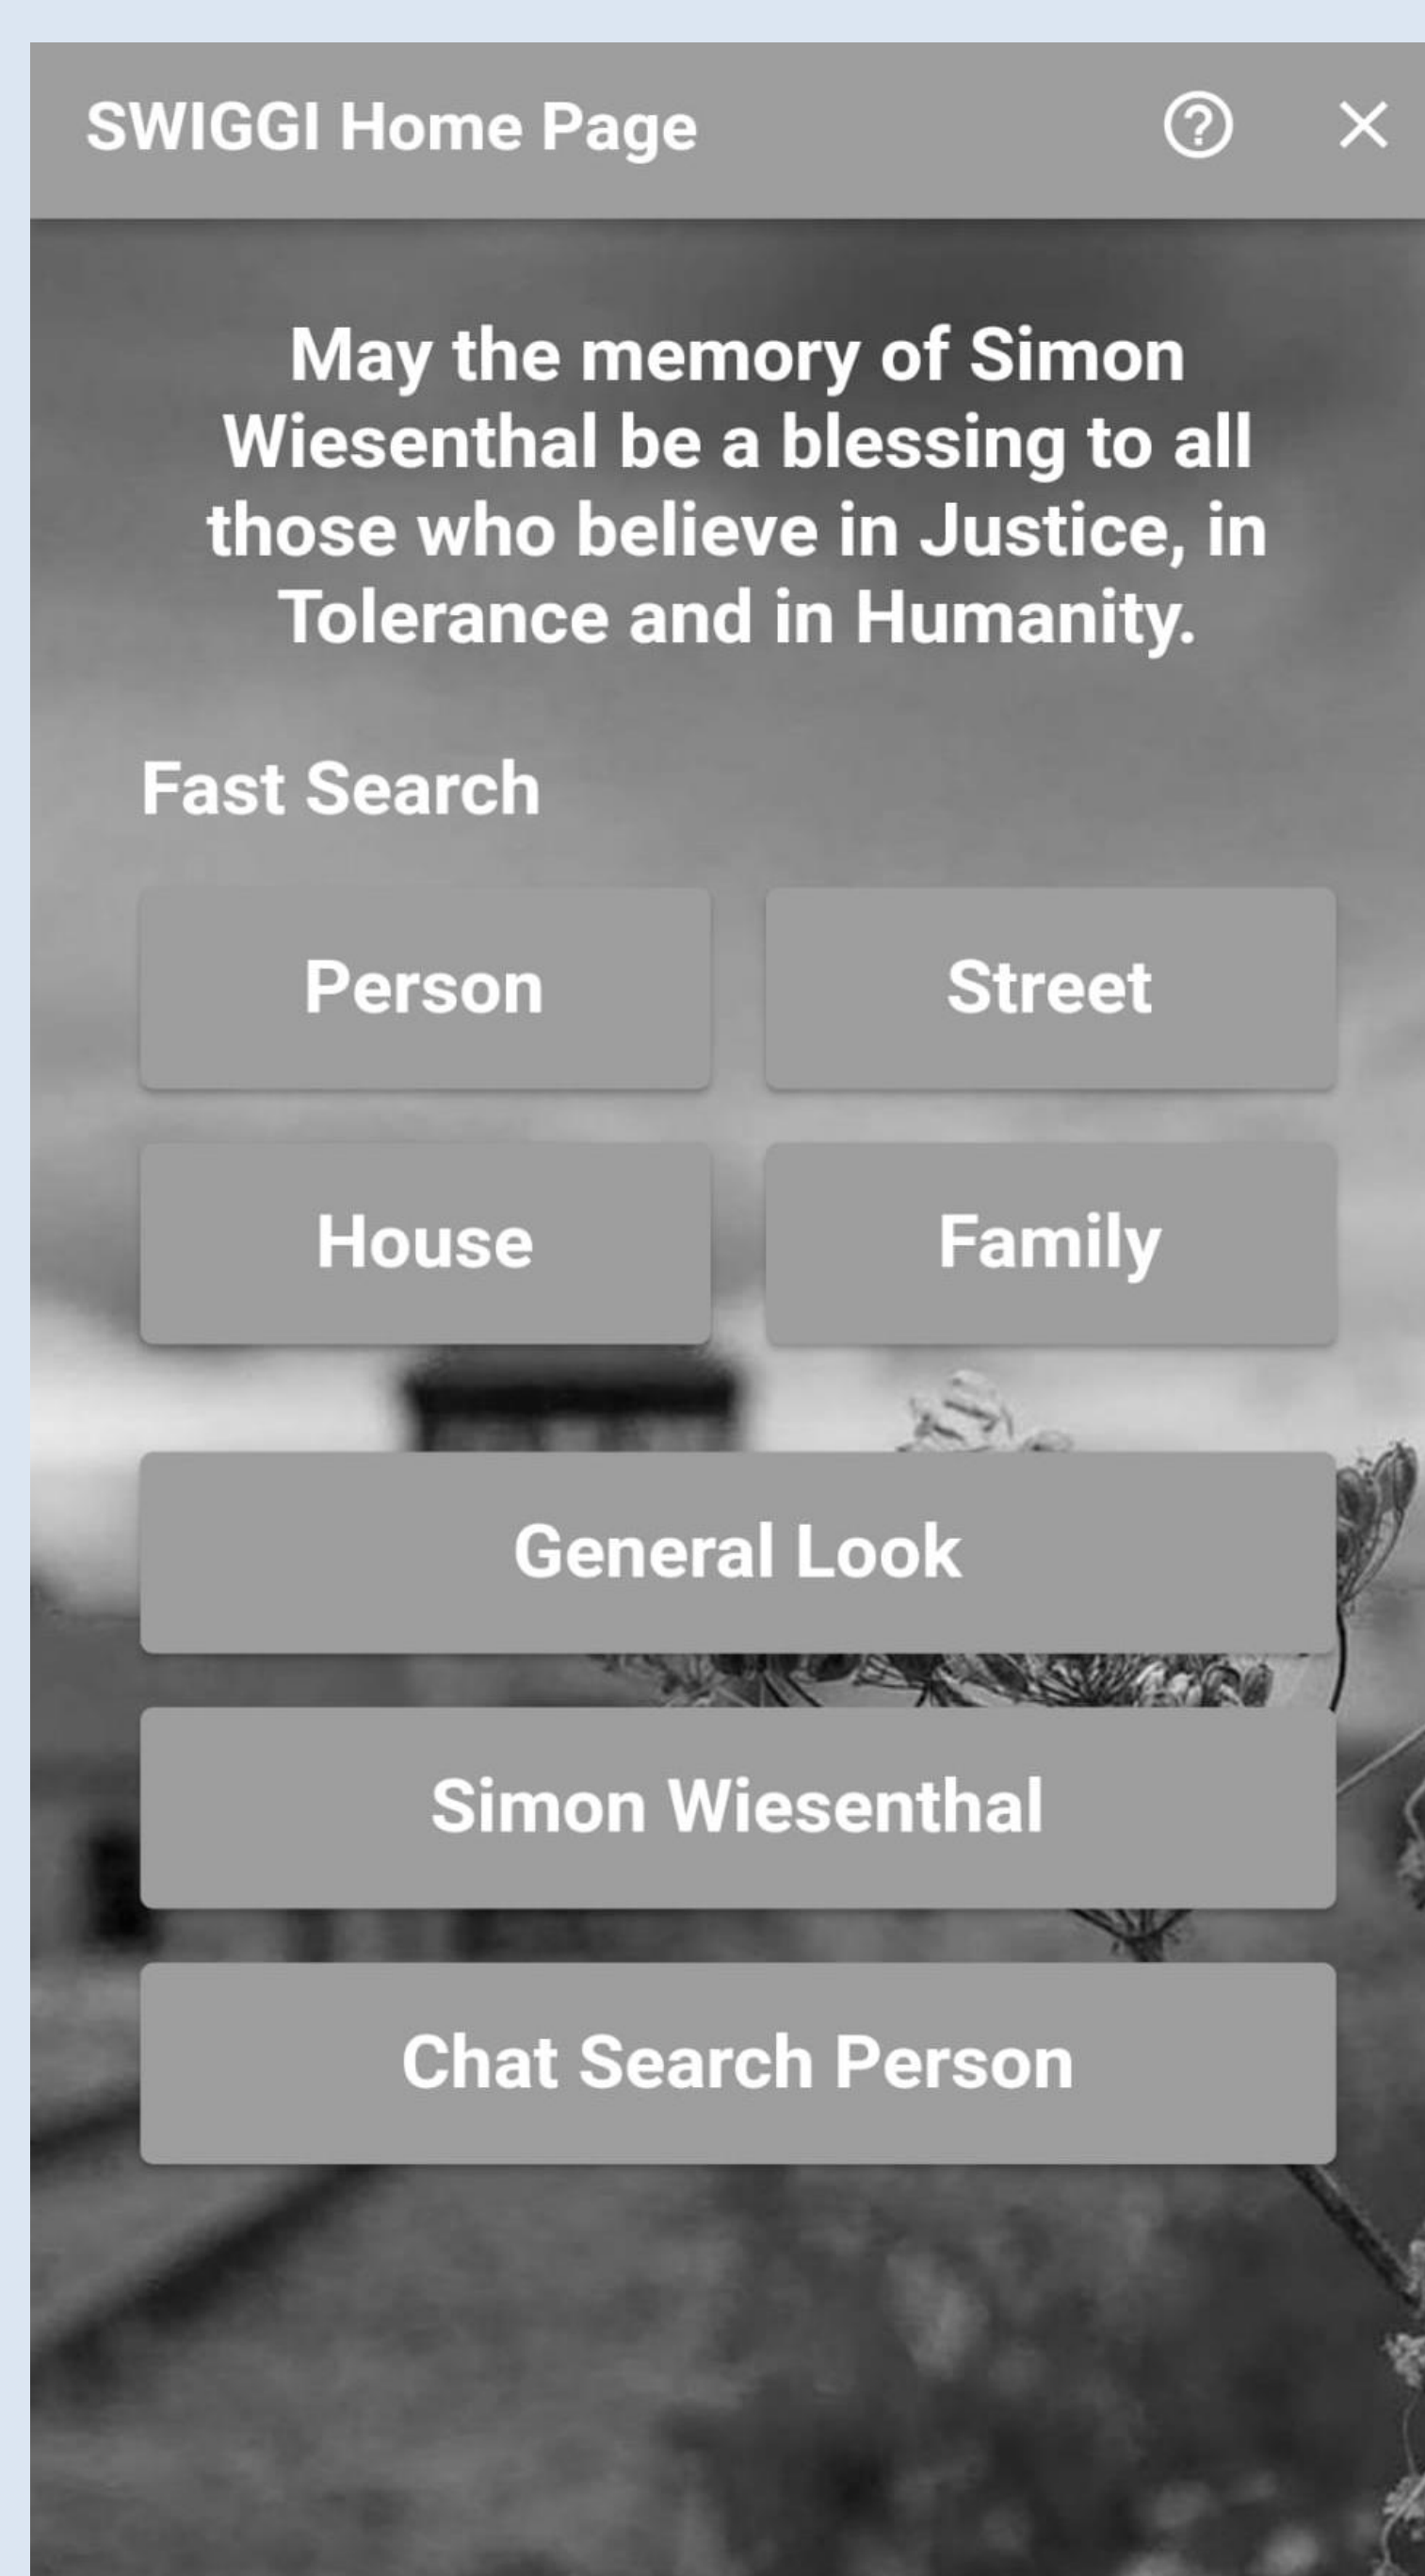 SWIGGI Home Page
May the memory of Simon
Wiesenthal be a blessing to all
those who believe in Justice, in
Tolerance and in Humanity.
Fast Search
Person
Street
House
Family
General Look
Simon Wiesenthal
Chat Search Person